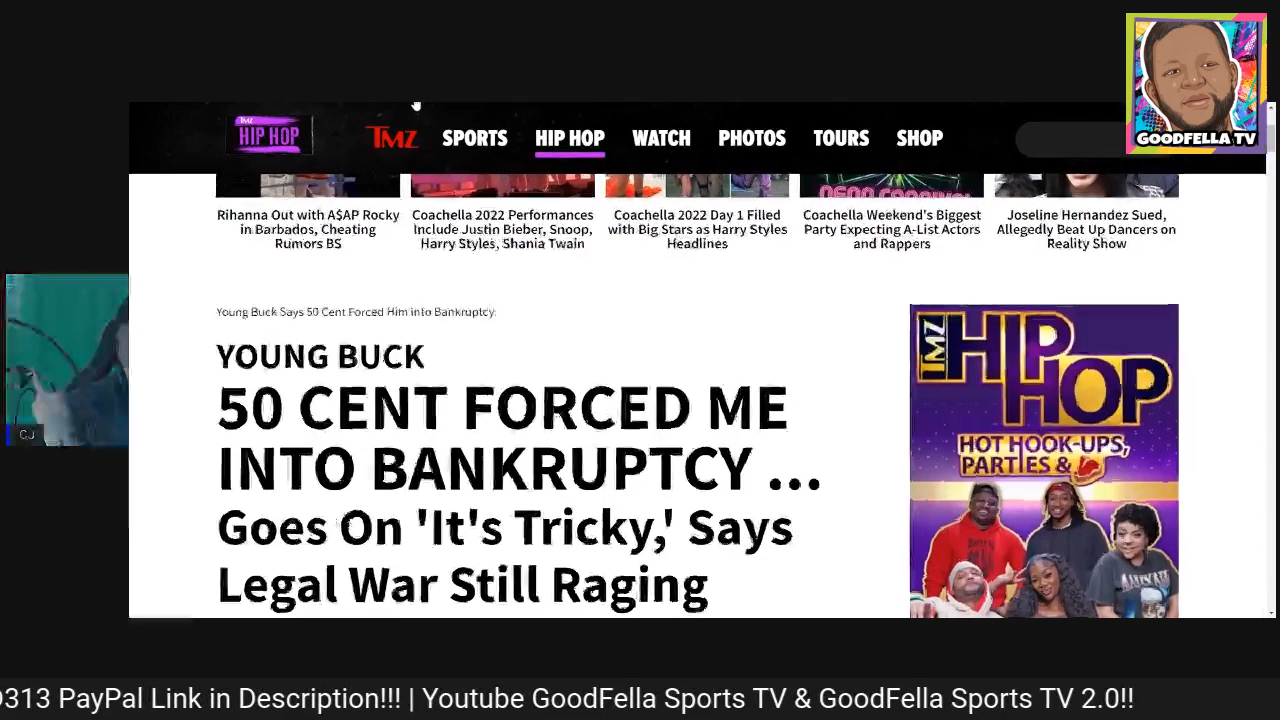 GOODFELLA TV
TMZ
HIP HOP
TMZ SPORTS HIP HOP WATCH PHOTOS TOURS SHOP
Rihanna Out with A$AP Rocky
in Barbados, Cheating
Rumors BS
Coachella 2022 Performances
Include Justin Bieber, Snoop,
Harry Styles, Shania Twain
Coachella 2022 Day 1 Filled
with Big Stars as Harry Styles
Headlines
Coachella Weekend's Biggest
Party Expecting A-List Actors
and Rappers
Joseline Hernandez Sued,
Allegedly Beat Up Dancers on
Reality Show
Young Buck Says 50 Cent Forced Him into Bankruptcy
YOUNG BUCK
50 CENT FORCED ME
INTO BANKRUPTCY ...
Goes On 'It's Tricky,' Says
Legal War Still Raging
TMZ
HIP
HOP
HOT HOOK-UPS,
PARTIES &
CJ
313 PayPal Link in Description!!! | Youtube GoodFella Sports TV & GoodFella Sports TV 2.0!!